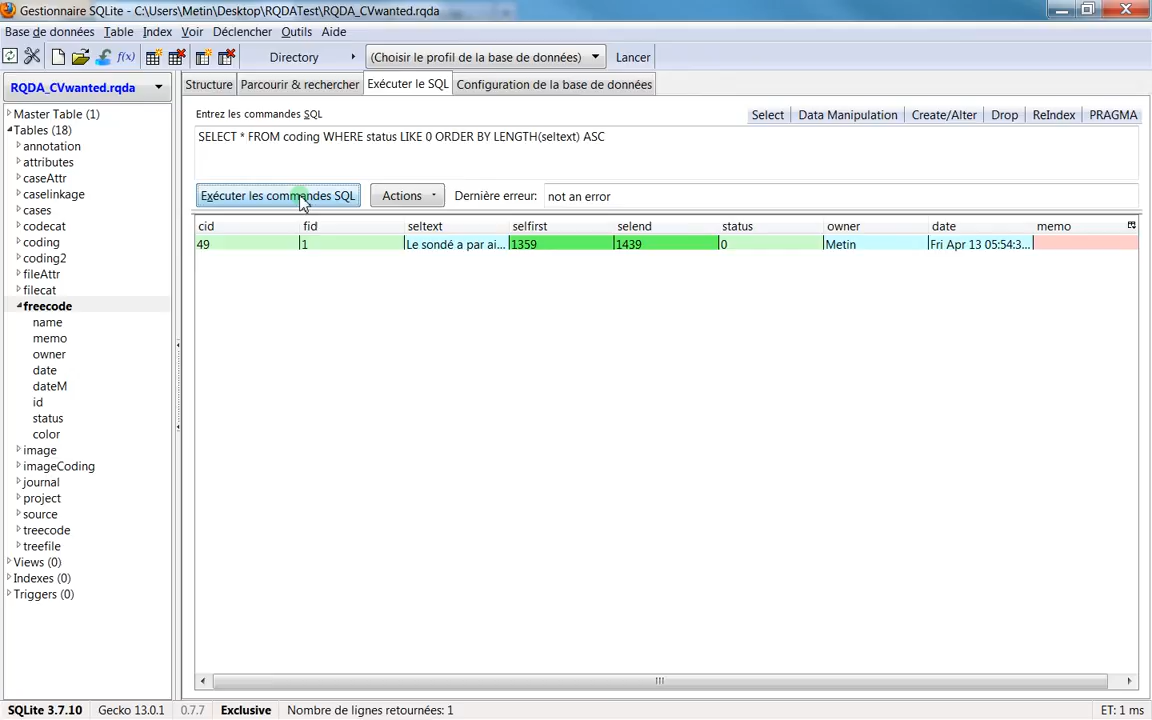 Gestionnaire SQLite - C:\Users\Metin\Desktop\RQDATest\RQDA_CVwanted.rqda
Base de données Table Index Voir Déclencher Outils Aide
f(x) Directory (Choisir le profil de la base de données) Lancer
RQDA_CVwanted.rqda
Structure Parcourir & rechercher Exécuter le SQL Configuration de la base de données
Master Table (1)
Tables (18)
annotation
attributes
caseAttr
caselinkage
cases
codecat
coding
coding2
fileAttr
filecat
freecode
name
memo
owner
date
dateM
id
status
color
image
imageCoding
journal
project
source
treecode
treefile
Views (0)
Indexes (0)
Triggers (0)
Entrez les commandes SQL Select Data Manipulation Create/Alter Drop ReIndex PRAGMA
SELECT * FROM coding WHERE status LIKE 0 ORDER BY LENGTH(seltext) ASC
Exécuter les commandes SQL Actions Dernière erreur: not an error
cid fid seltext selfirst selend status owner date memo
49 1 Le sondé a par ai... 1359 1439 0 Metin Fri Apr 13 05:54:3...
SQLite 3.7.10 Gecko 13.0.1 0.7.7 Exclusive Nombre de lignes retournées: 1 ET: 1 ms